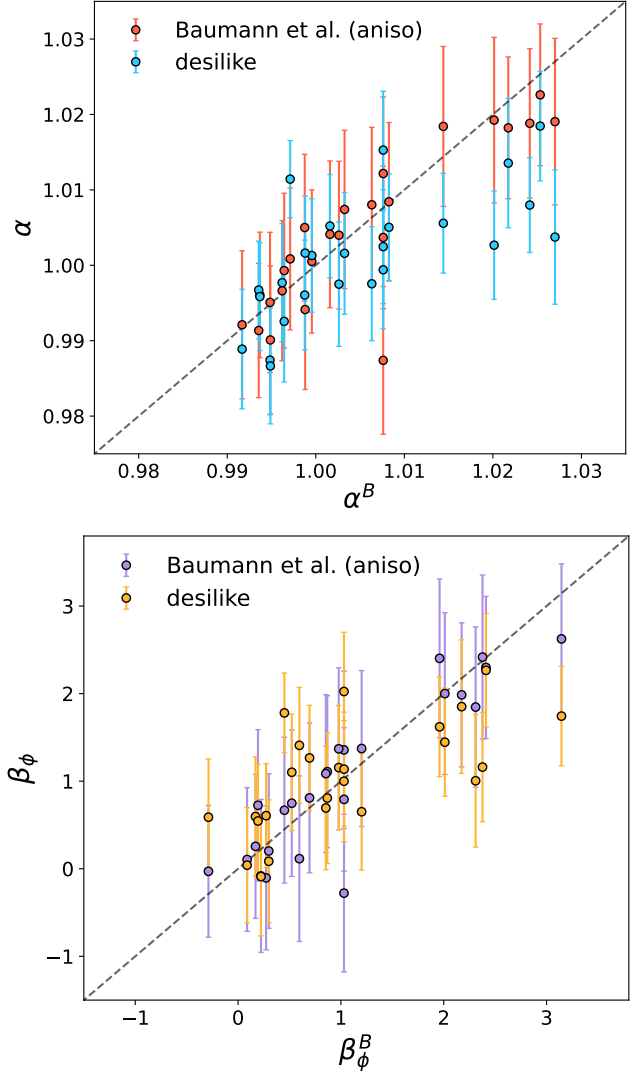 Baumann et al. (aniso)
desilike
1.03
1.02
1.01
1.00
0.99
0.98
α
0.98 0.99 1.00 1.01 1.02 1.03
α^B
Baumann et al. (aniso)
desilike
3
2
1
0
−1
β_ϕ
−1 0 1 2 3
β_ϕ^B